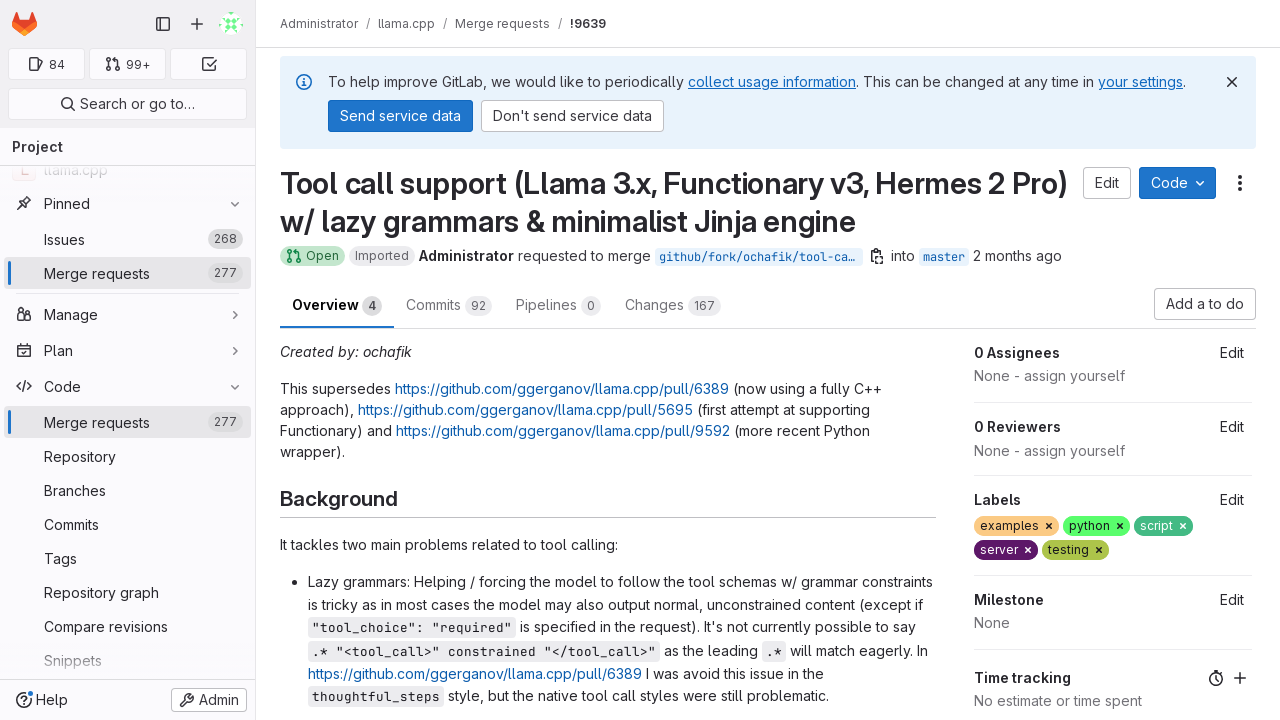 84
99+
Search or go to…
Project
llama.cpp
Pinned
Issues 268
Merge requests 277
Manage
Plan
Code
Merge requests 277
Repository
Branches
Commits
Tags
Repository graph
Compare revisions
Snippets
Help
Admin
Administrator / llama.cpp / Merge requests / !9639
To help improve GitLab, we would like to periodically collect usage information. This can be changed at any time in your settings.
Send service data Don't send service data
Tool call support (Llama 3.x, Functionary v3, Hermes 2 Pro)
w/ lazy grammars & minimalist Jinja engine
Edit Code
Open Imported Administrator requested to merge github/fork/ochafik/tool-ca… into master 2 months ago
Overview 4 Commits 92 Pipelines 0 Changes 167
Add a to do
Created by: ochafik
This supersedes https://github.com/ggerganov/llama.cpp/pull/6389 (now using a fully C++
approach), https://github.com/ggerganov/llama.cpp/pull/5695 (first attempt at supporting
Functionary) and https://github.com/ggerganov/llama.cpp/pull/9592 (more recent Python
wrapper).
Background
It tackles two main problems related to tool calling:
• Lazy grammars: Helping / forcing the model to follow the tool schemas w/ grammar constraints
is tricky as in most cases the model may also output normal, unconstrained content (except if
"tool_choice": "required" is specified in the request). It's not currently possible to say
.* "<tool_call>" constrained "</tool_call>" as the leading .* will match eagerly. In
https://github.com/ggerganov/llama.cpp/pull/6389 I was avoid this issue in the
thoughtful_steps style, but the native tool call styles were still problematic.
0 Assignees Edit
None - assign yourself
0 Reviewers Edit
None - assign yourself
Labels Edit
examples × python × script ×
server × testing ×
Milestone Edit
None
Time tracking
No estimate or time spent